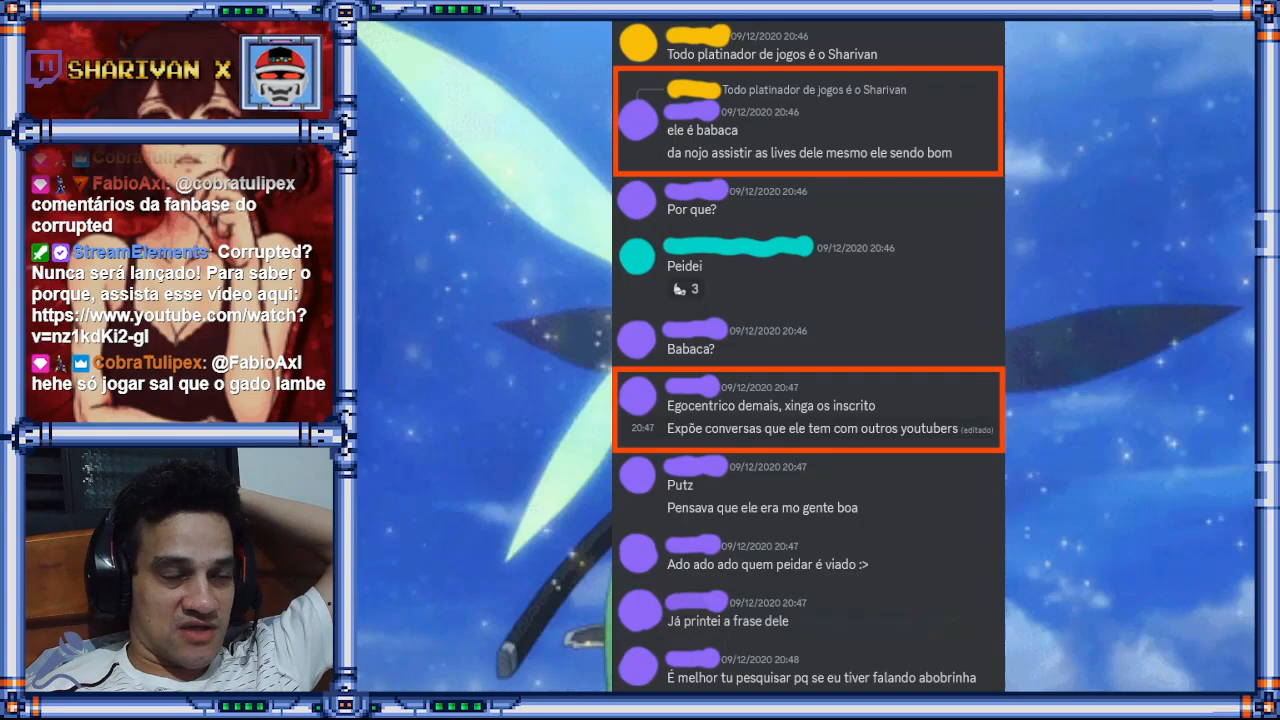 SHARIVAN X
CobraTulipex:
FabioAxl: @cobratulipex
comentários da fanbase do
corrupted
StreamElements: Corrupted?
Nunca será lançado! Para saber o
porque, assista esse vídeo aqui:
https://www.youtube.com/watch?
v=nz1kdKi2-gI
CobraTulipex: @FabioAxl
hehe só jogar sal que o gado lambe
09/12/2020 20:46
Todo platinador de jogos é o Sharivan
Todo platinador de jogos é o Sharivan
09/12/2020 20:46
ele é babaca
da nojo assistir as lives dele mesmo ele sendo bom
09/12/2020 20:46
Por que?
09/12/2020 20:46
Peidei
3
09/12/2020 20:46
Babaca?
09/12/2020 20:47
Egocentrico demais, xinga os inscrito
20:47 Expõe conversas que ele tem com outros youtubers (editado)
09/12/2020 20:47
Putz
Pensava que ele era mo gente boa
09/12/2020 20:47
Ado ado ado quem peidar é viado :>
09/12/2020 20:47
Já printei a frase dele
09/12/2020 20:48
É melhor tu pesquisar pq se eu tiver falando abobrinha